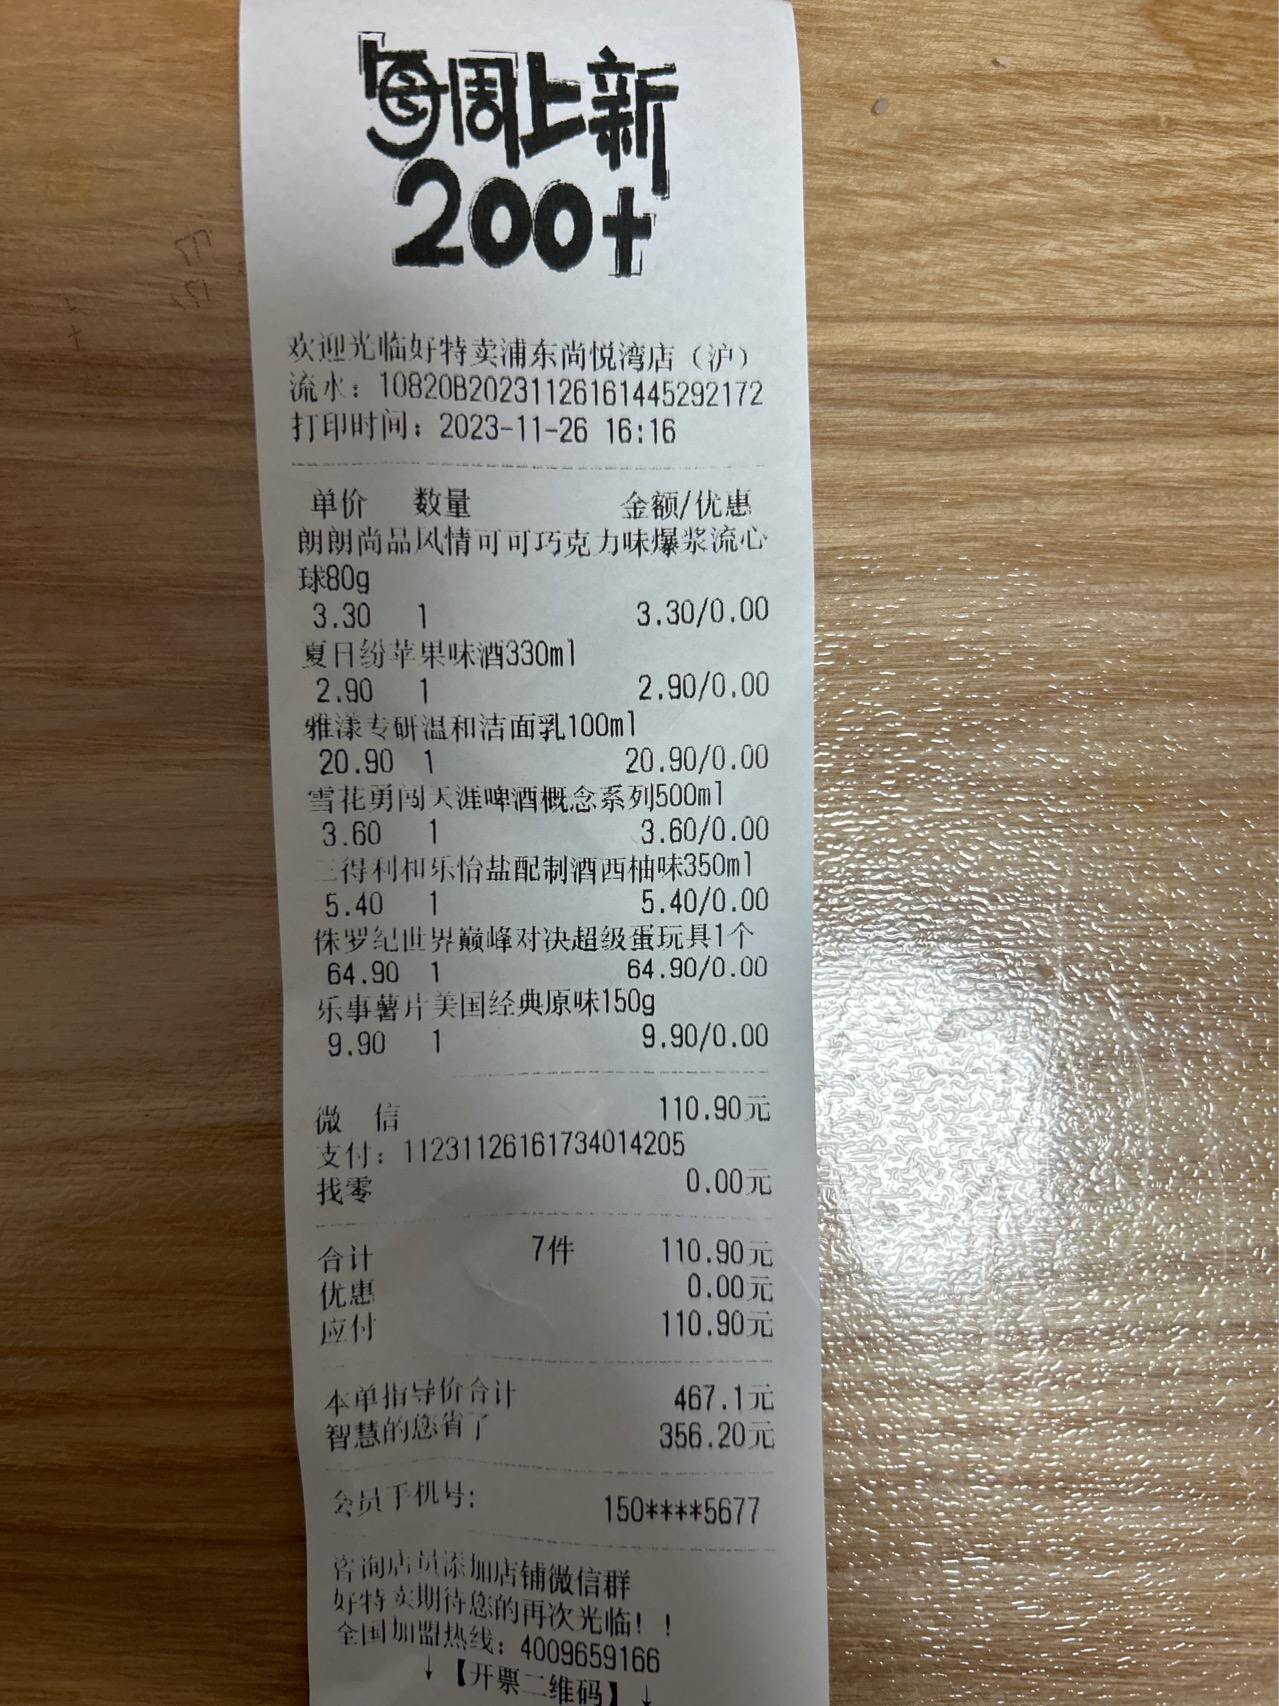 每周上新
200+
欢迎光临好特卖浦东尚悦湾店（沪）
流水：10820B20231126161445292172
打印时间：2023-11-26 16:16
单价 数量 金额/优惠
朗朗尚品风情可可巧克力味爆浆流心
球80g
3.30 1 3.30/0.00
夏日纷苹果味酒330ml
2.90 1 2.90/0.00
雅漾专研温和洁面乳100ml
20.90 1 20.90/0.00
雪花勇闯天涯啤酒概念系列500ml
3.60 1 3.60/0.00
三得利和乐怡盐配制酒西柚味350ml
5.40 1 5.40/0.00
侏罗纪世界巅峰对决超级蛋玩具1个
64.90 1 64.90/0.00
乐事薯片美国经典原味150g
9.90 1 9.90/0.00
微 信 110.90元
支付：11231126161734014205
找零 0.00元
合计 7件 110.90元
优惠 0.00元
应付 110.90元
本单指导价合计 467.1元
智慧的您省了 356.20元
会员手机号: 150****5677
咨询店员添加店铺微信群
好特卖期待您的再次光临！！
全国加盟热线：4009659166
↓【开票二维码】↓